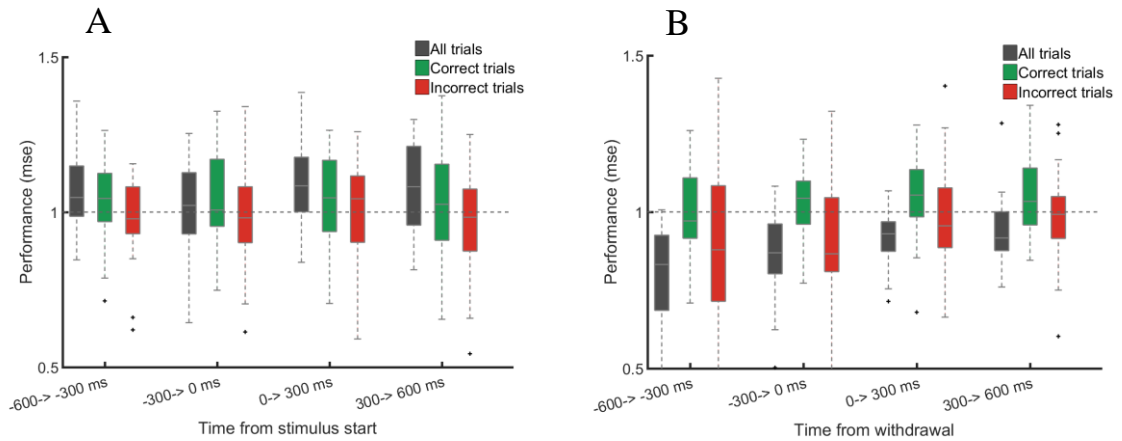 A
All trials
Correct trials
Incorrect trials
1.5
1
0.5
Performance (mse)
-600-> -300 ms
-300-> 0 ms
0-> 300 ms
300-> 600 ms
Time from stimulus start
B
All trials
Correct trials
Incorrect trials
1.5
1
0.5
Performance (mse)
-600-> -300 ms
-300-> 0 ms
0-> 300 ms
300-> 600 ms
Time from withdrawal